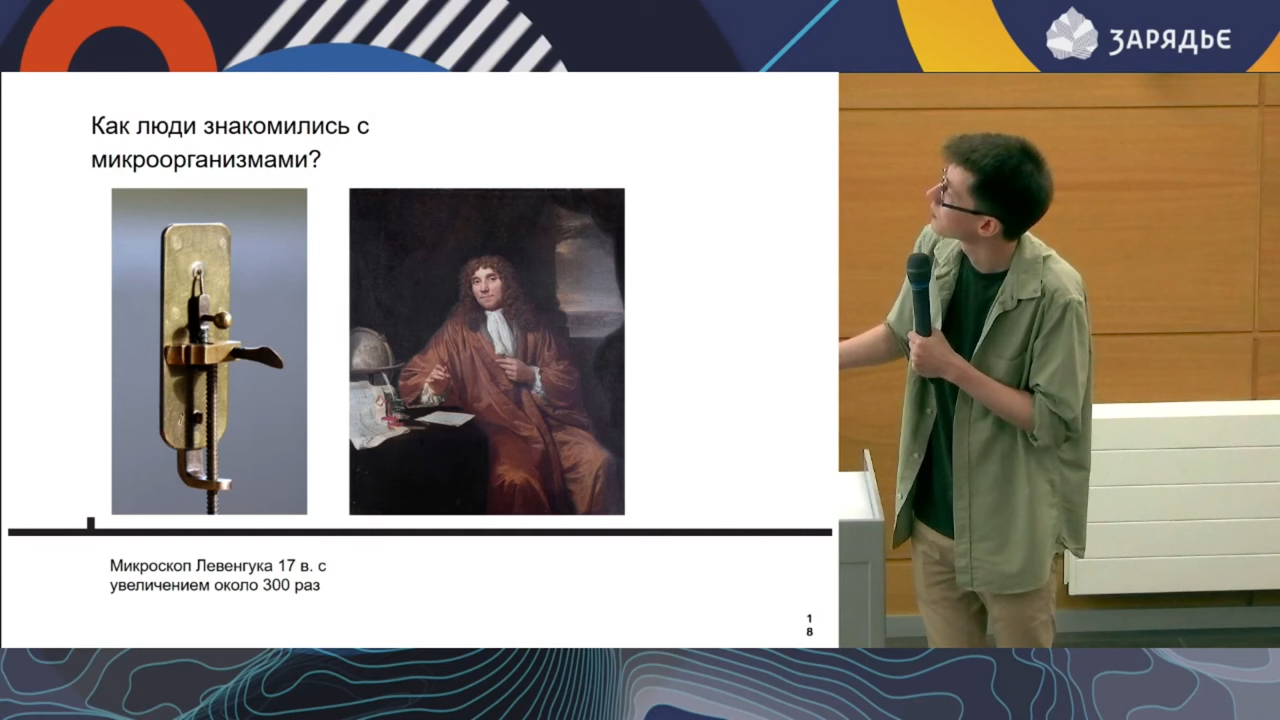 ЗАРЯДЬЕ
Как люди знакомились с
микроорганизмами?
Микроскоп Левенгука 17 в. с
увеличением около 300 раз
1
8